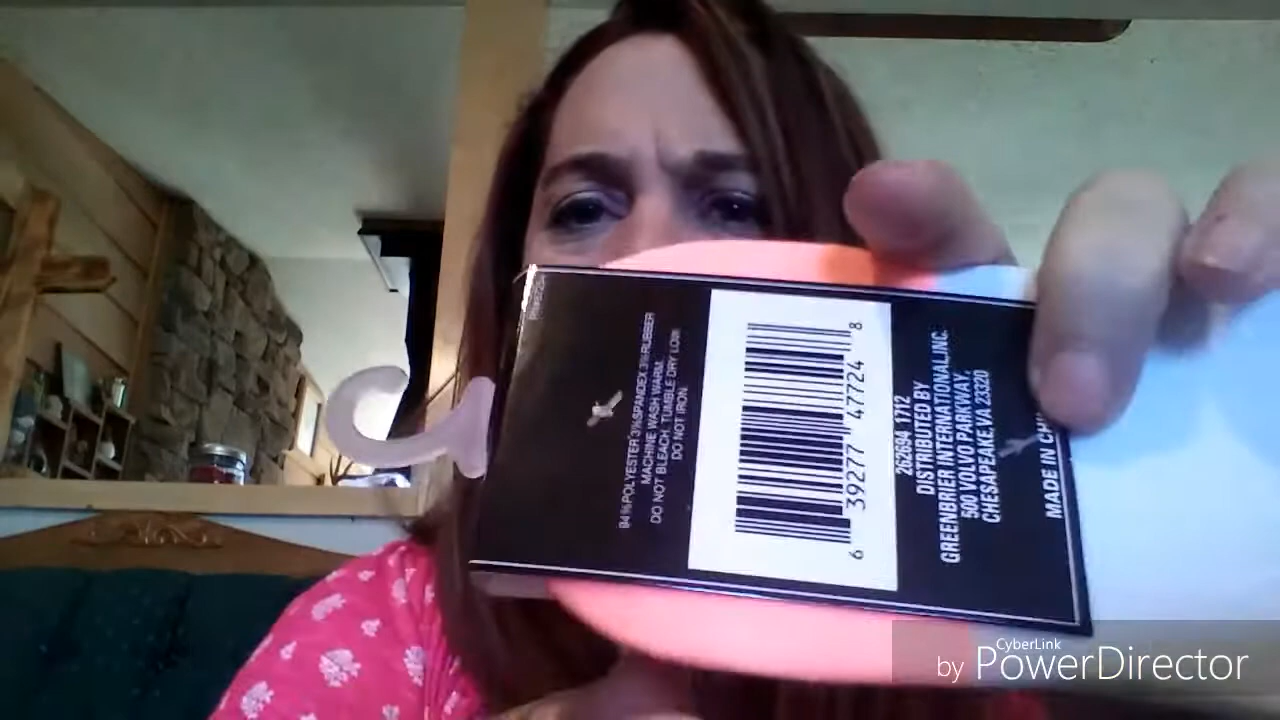 94% POLYESTER 3% SPANDEX 3% RUBBER
MACHINE WASH WARM.
DO NOT BLEACH. TUMBLE DRY LOW.
DO NOT IRON.
6 39277 47724 8
262694 1712
DISTRIBUTED BY
GREENBRIER INTERNATIONAL, INC.
500 VOLVO PARKWAY,
CHESAPEAKE, VA 23320
MADE IN
CyberLink
by PowerDirector